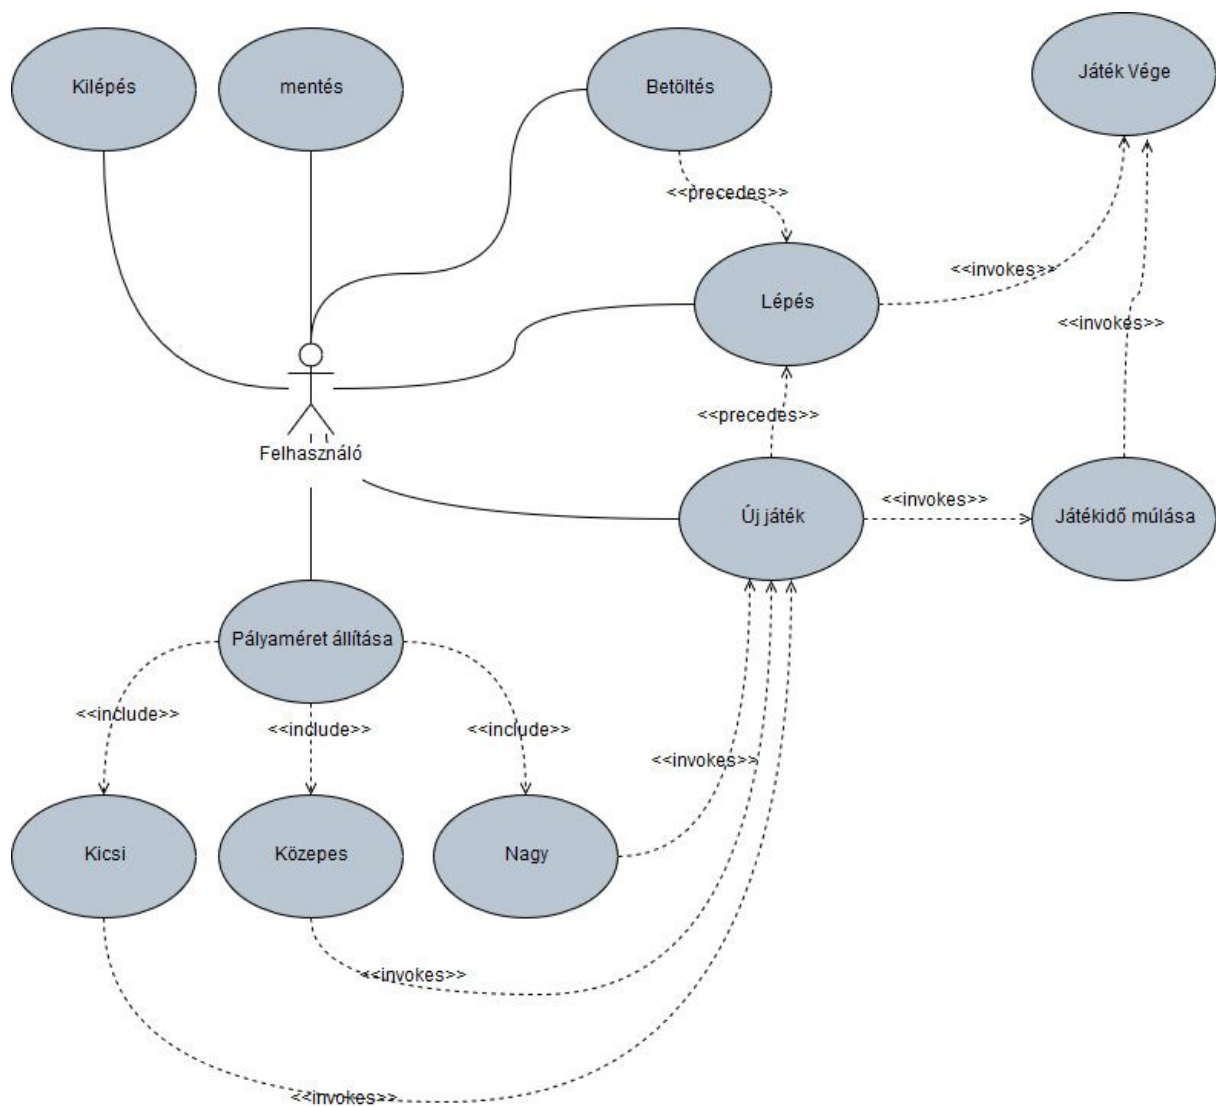 Kilépés
mentés
Betöltés
Játék Vége
<<precedes>>
<<invokes>>
Lépés
<<invokes>>
<<precedes>>
Felhasználó
<<invokes>>
Új játék
Játékidő múlása
Pályaméret állítása
<<include>>
<<include>>
<<include>>
<<invokes>>
Kicsi
Közepes
Nagy
<<invokes>>
<<invokes>>